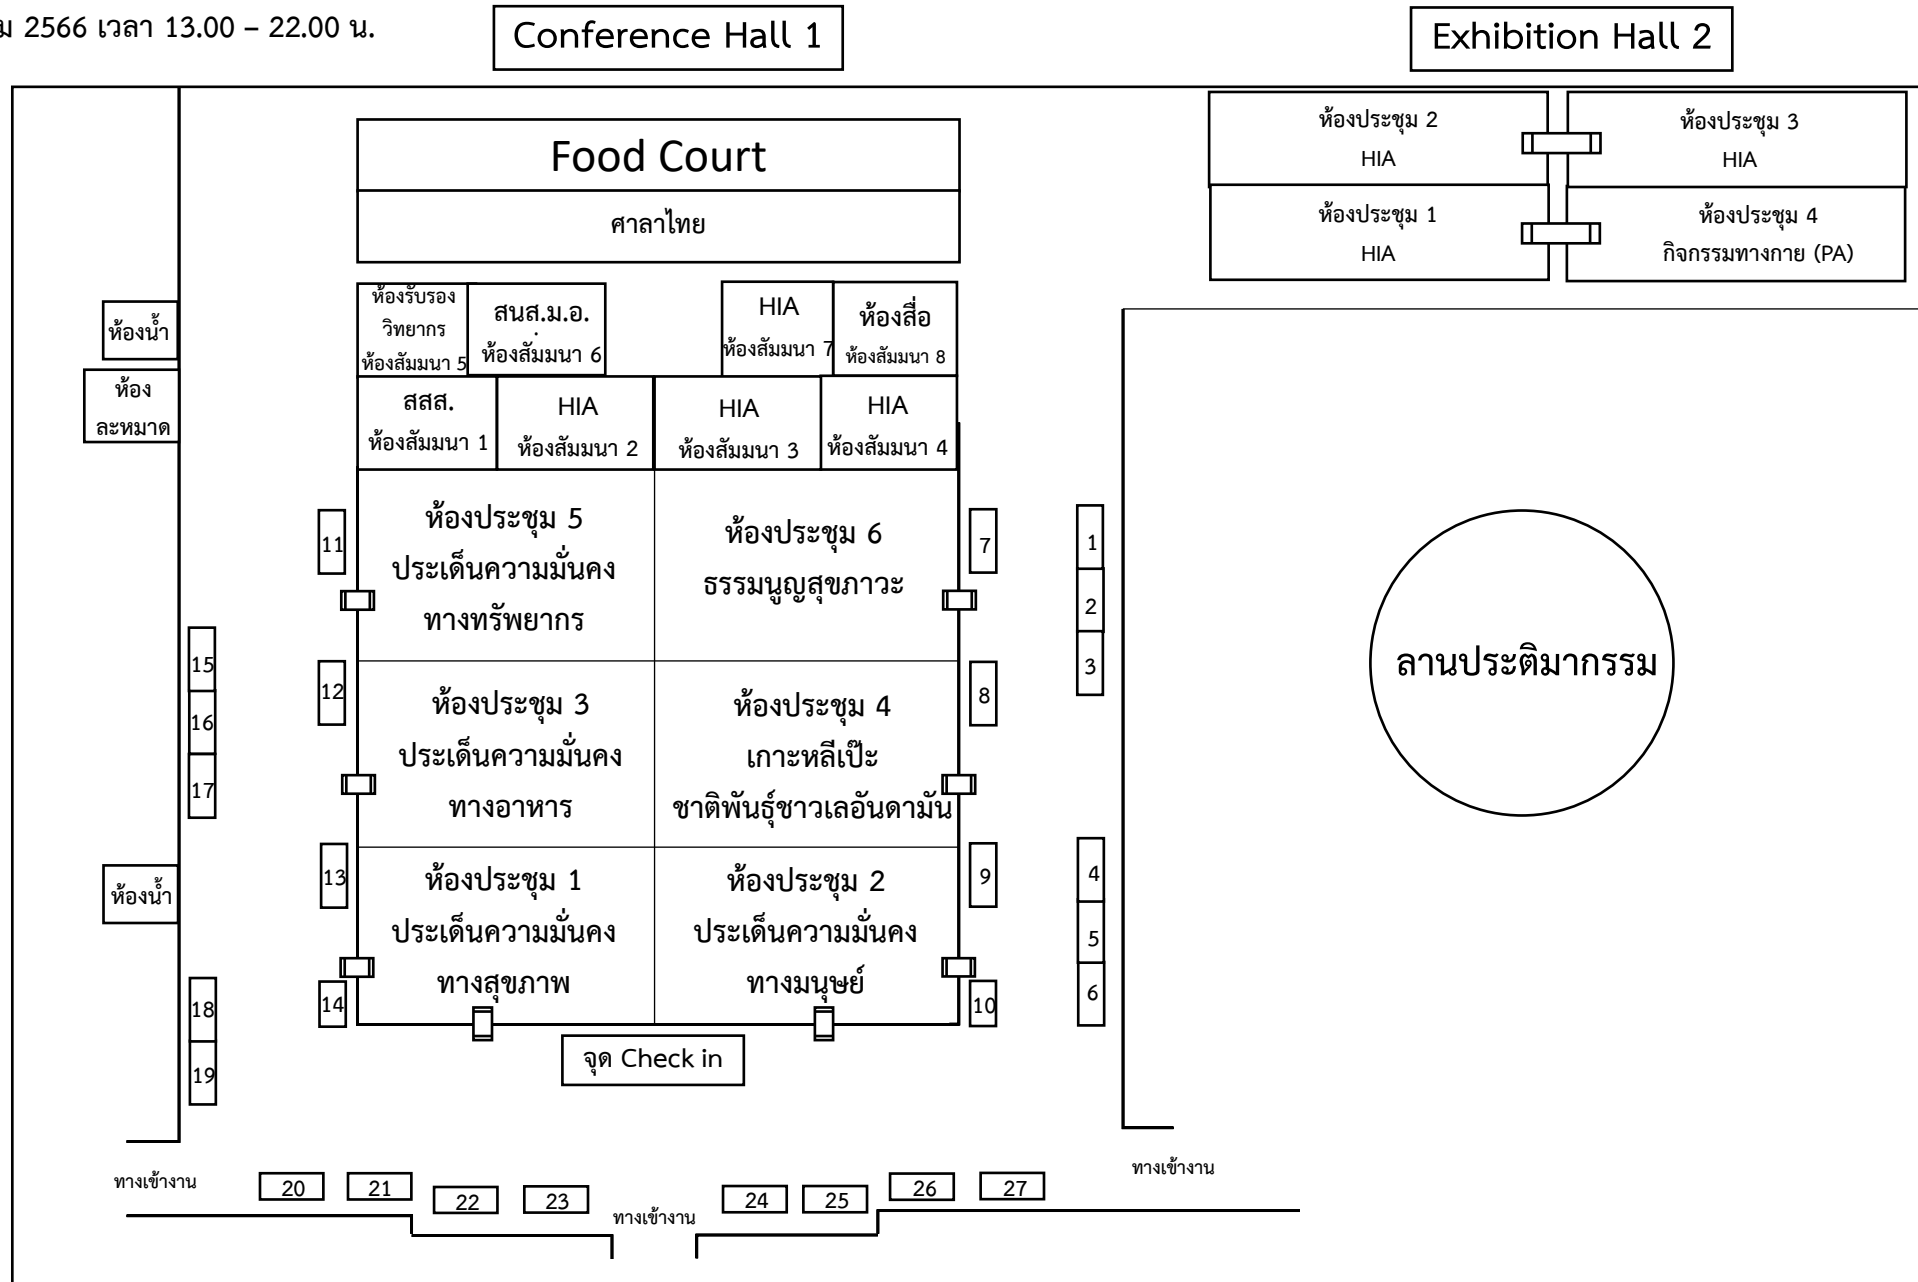 ม 2566 เวลา 13.00 – 22.00 น.
Conference Hall 1
Exhibition Hall 2
Food Court
ศาลาไทย
ห้องประชุม 2
HIA
ห้องประชุม 3
HIA
ห้องประชุม 1
HIA
ห้องประชุม 4
กิจกรรมทางกาย (PA)
ห้องน้ำ
ห้อง
ละหมาด
ห้องรับรอง
วิทยากร
ห้องสัมมนา 5
สนส.ม.อ.
.
ห้องสัมมนา 6
HIA
ห้องสัมมนา 7
ห้องสื่อ
ห้องสัมมนา 8
สสส.
ห้องสัมมนา 1
HIA
ห้องสัมมนา 2
HIA
ห้องสัมมนา 3
HIA
ห้องสัมมนา 4
ห้องประชุม 5
ประเด็นความมั่นคง
ทางทรัพยากร
ห้องประชุม 6
ธรรมนูญสุขภาวะ
11
7
1
2
3
ลานประติมากรรม
15
16
17
12
ห้องประชุม 3
ประเด็นความมั่นคง
ทางอาหาร
ห้องประชุม 4
เกาะหลีเป๊ะ
ชาติพันธุ์ชาวเลอันดามัน
8
ห้องน้ำ
13
ห้องประชุม 1
ประเด็นความมั่นคง
ทางสุขภาพ
ห้องประชุม 2
ประเด็นความมั่นคง
ทางมนุษย์
9
4
5
6
18
19
14
10
จุด Check in
ทางเข้างาน
20
21
22
23
ทางเข้างาน
24
25
26
27
ทางเข้างาน